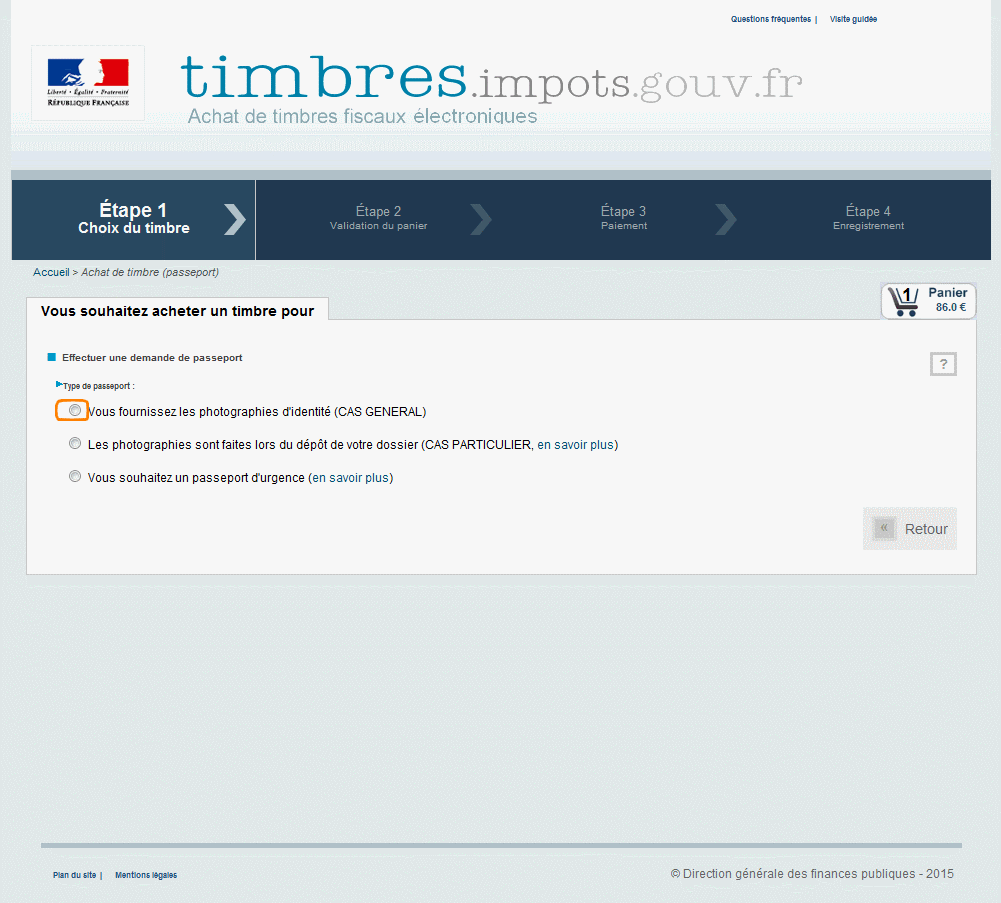 Questions fréquentes |
Visite guidée
Liberté • Égalité • Fraternité
RÉPUBLIQUE FRANÇAISE
timbres.impots.gouv.fr
Achat de timbres fiscaux électroniques
Étape 1
Choix du timbre
Étape 2
Validation du panier
Étape 3
Paiement
Étape 4
Enregistrement
Accueil > Achat de timbre (passeport)
1
Panier
86.0 €
Vous souhaitez acheter un timbre pour
Effectuer une demande de passeport
?
Type de passeport :
Vous fournissez les photographies d'identité (CAS GENERAL)
Les photographies sont faites lors du dépôt de votre dossier (CAS PARTICULIER, en savoir plus)
Vous souhaitez un passeport d'urgence (en savoir plus)
« Retour
Plan du site |
Mentions légales
© Direction générale des finances publiques - 2015